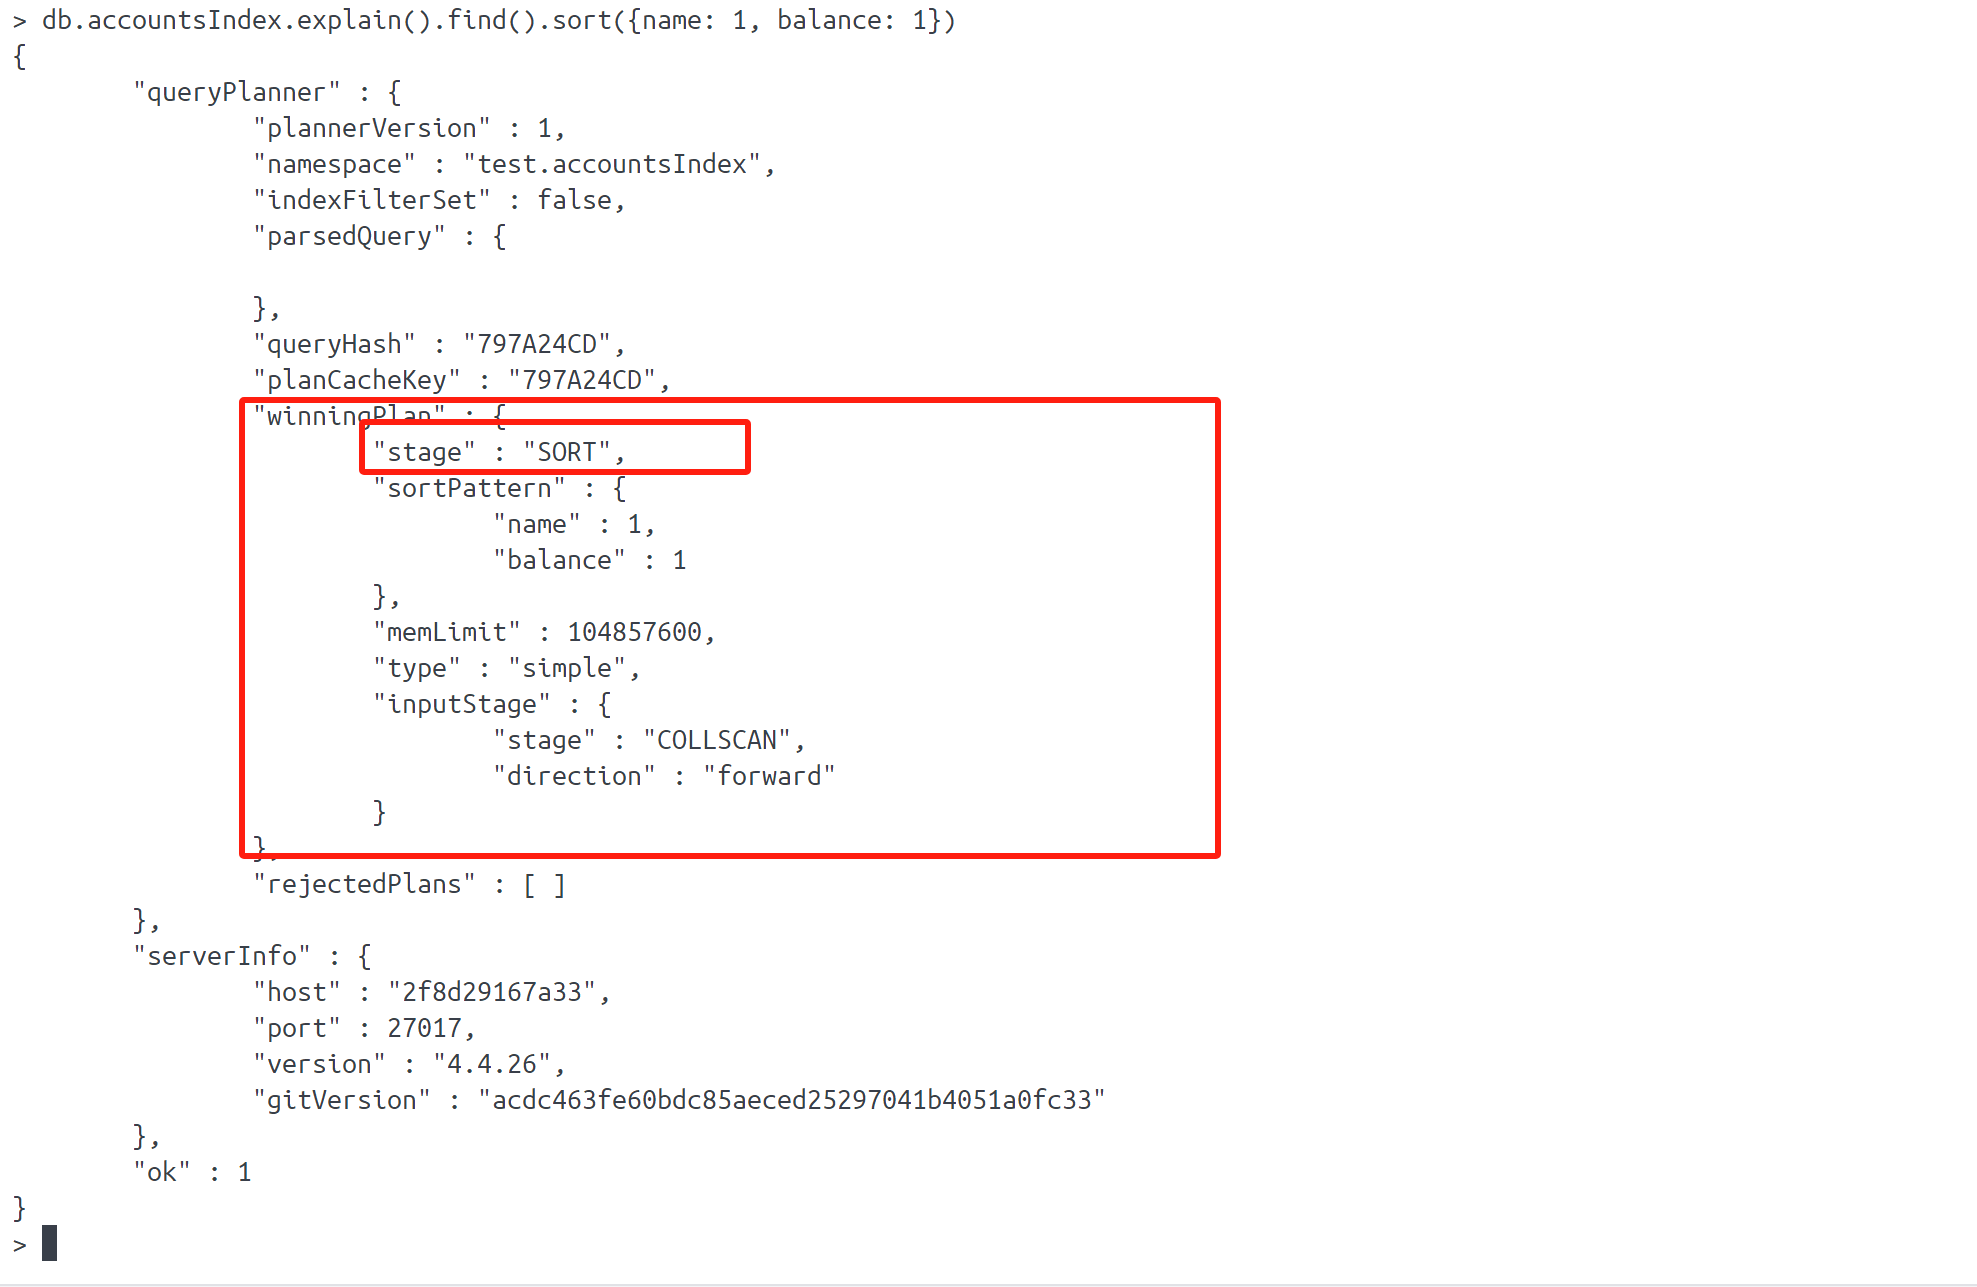 > db.accountsIndex.explain().find().sort({name: 1, balance: 1})
{
        "queryPlanner" : {
                "plannerVersion" : 1,
                "namespace" : "test.accountsIndex",
                "indexFilterSet" : false,
                "parsedQuery" : {

                },
                "queryHash" : "797A24CD",
                "planCacheKey" : "797A24CD",
                "winningPlan" : {
                        "stage" : "SORT",
                        "sortPattern" : {
                                "name" : 1,
                                "balance" : 1
                        },
                        "memLimit" : 104857600,
                        "type" : "simple",
                        "inputStage" : {
                                "stage" : "COLLSCAN",
                                "direction" : "forward"
                        }
                },
                "rejectedPlans" : [ ]
        },
        "serverInfo" : {
                "host" : "2f8d29167a33",
                "port" : 27017,
                "version" : "4.4.26",
                "gitVersion" : "acdc463fe60bdc85aeced25297041b4051a0fc33"
        },
        "ok" : 1
}
>